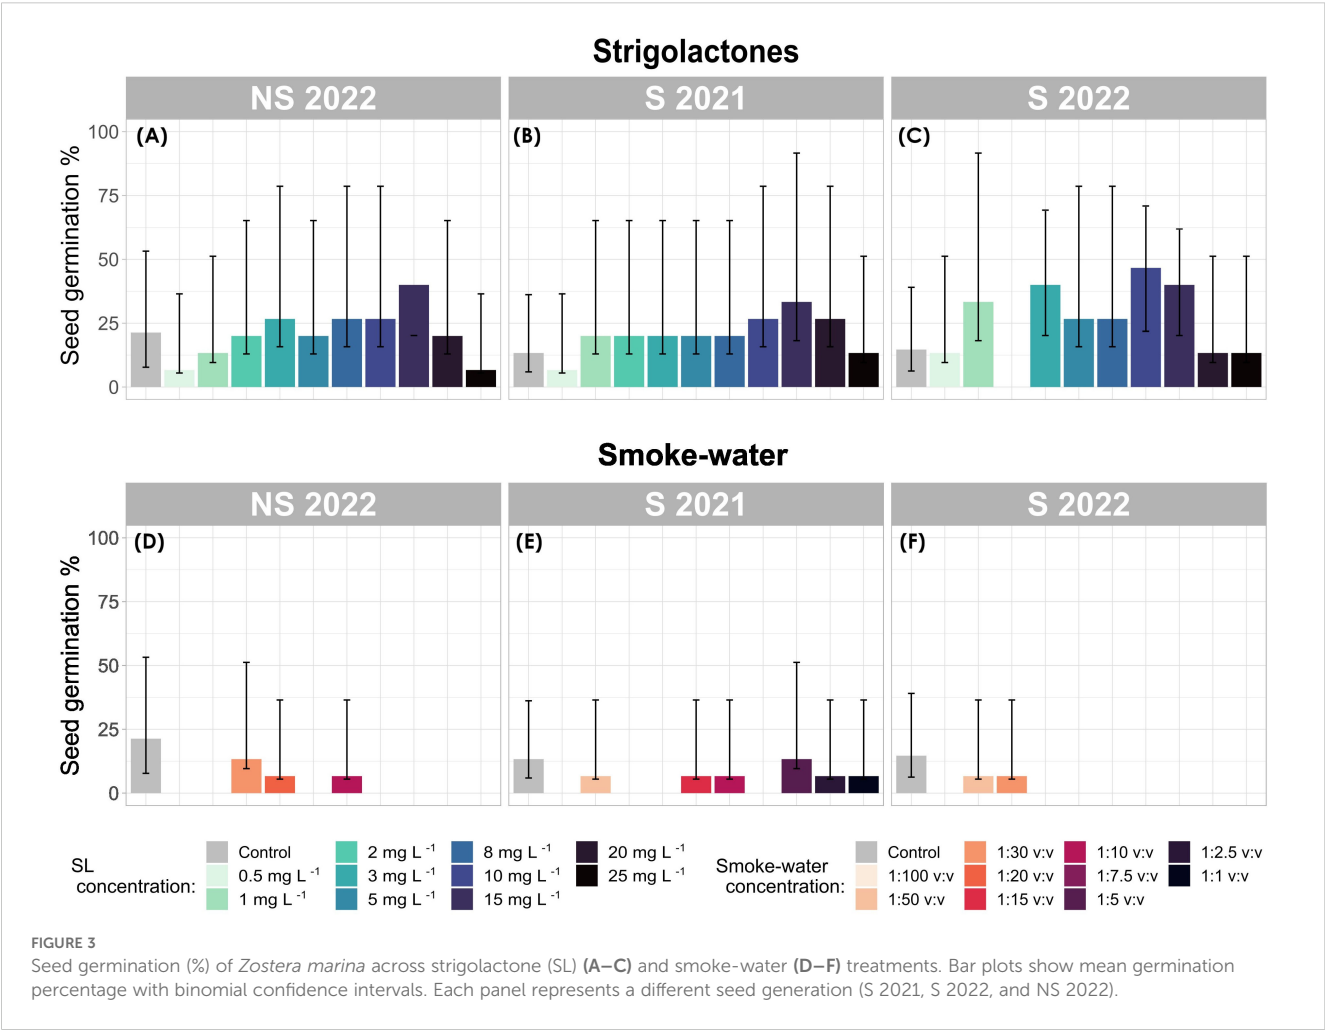 Strigolactones
NS 2022
S 2021
S 2022
(A)
(B)
(C)
Seed germination %
100
75
50
25
0
Smoke-water
NS 2022
S 2021
S 2022
(D)
(E)
(F)
Seed germination %
100
75
50
25
0
SL concentration:
Control
0.5 mg L -1
1 mg L -1
2 mg L -1
3 mg L -1
5 mg L -1
8 mg L -1
10 mg L -1
15 mg L -1
20 mg L -1
25 mg L -1
Smoke-water concentration:
Control
1:100 v:v
1:50 v:v
1:30 v:v
1:20 v:v
1:15 v:v
1:10 v:v
1:7.5 v:v
1:5 v:v
1:2.5 v:v
1:1 v:v
FIGURE 3
Seed germination (%) of Zostera marina across strigolactone (SL) (A–C) and smoke-water (D–F) treatments. Bar plots show mean germination
percentage with binomial confidence intervals. Each panel represents a different seed generation (S 2021, S 2022, and NS 2022).